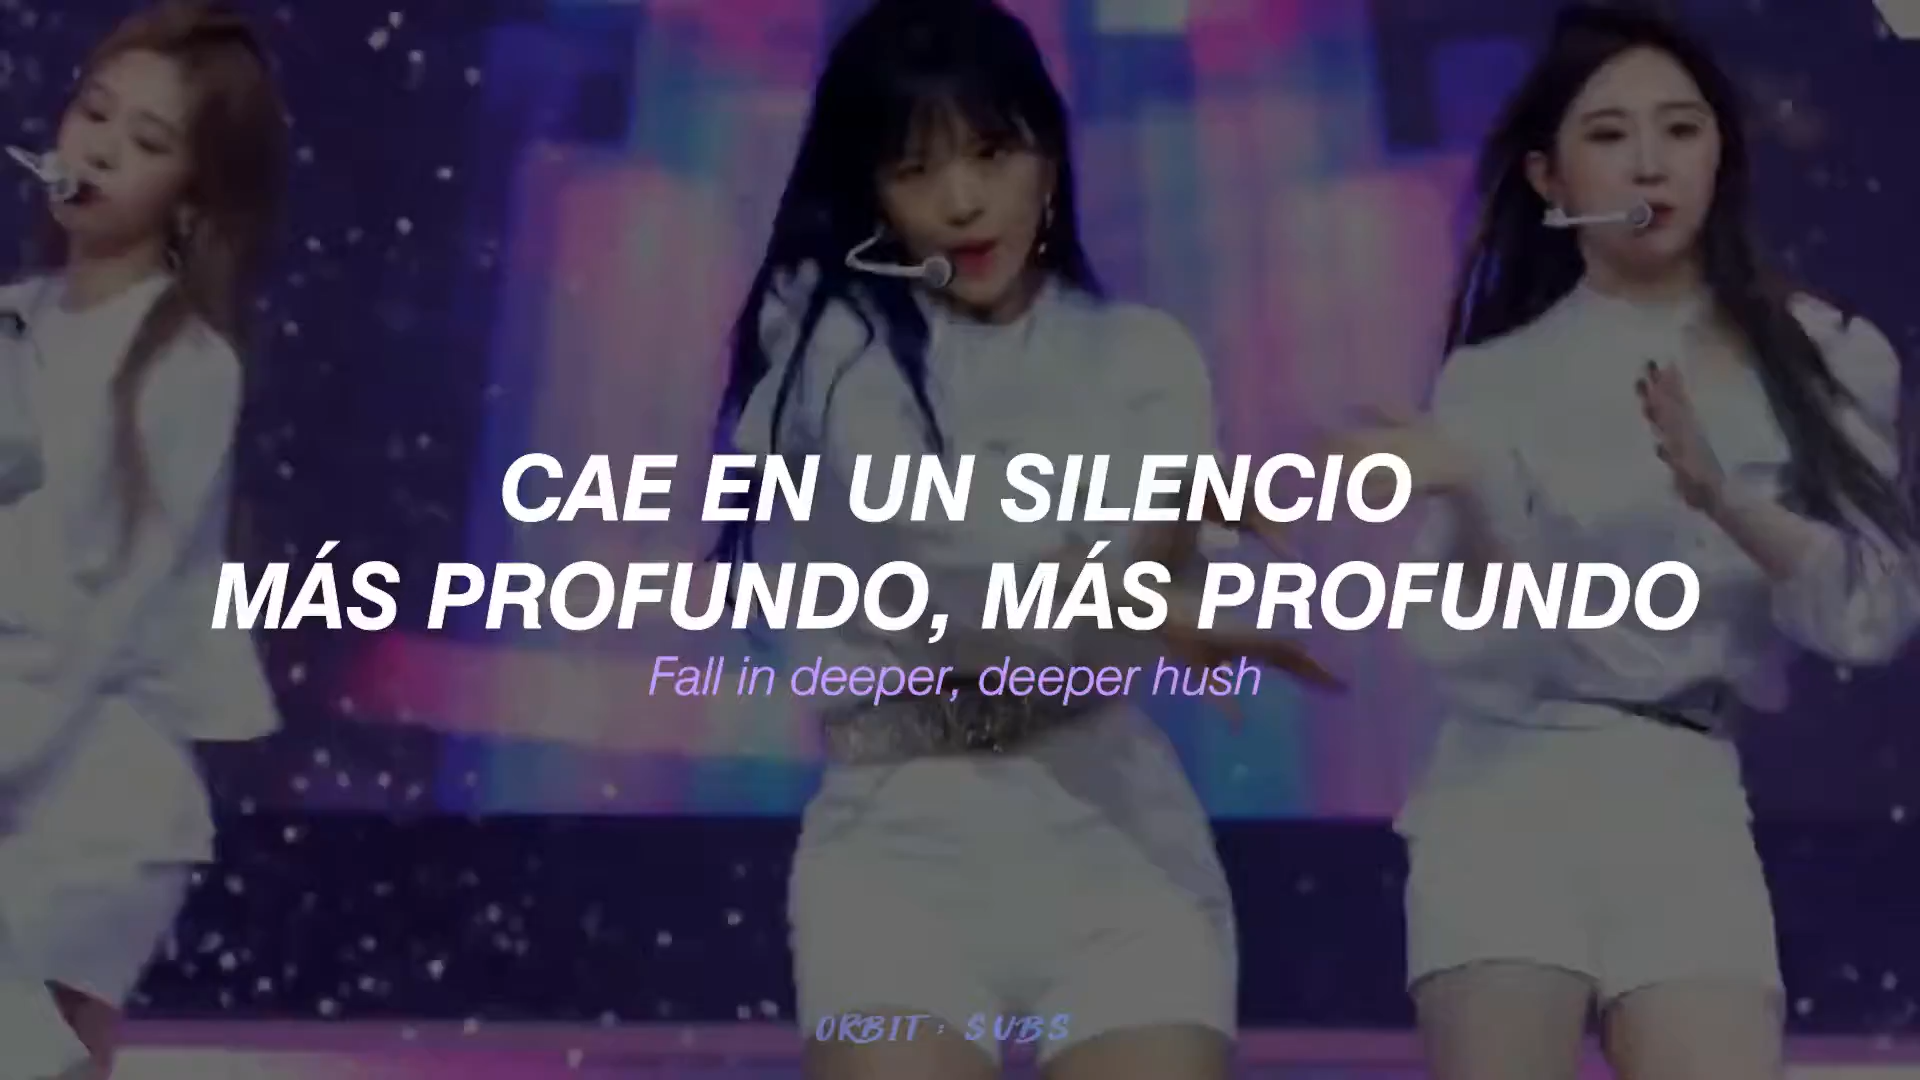 CAE EN UN SILENCIO
MÁS PROFUNDO, MÁS PROFUNDO
Fall in deeper, deeper hush
ORBIT : SUBS